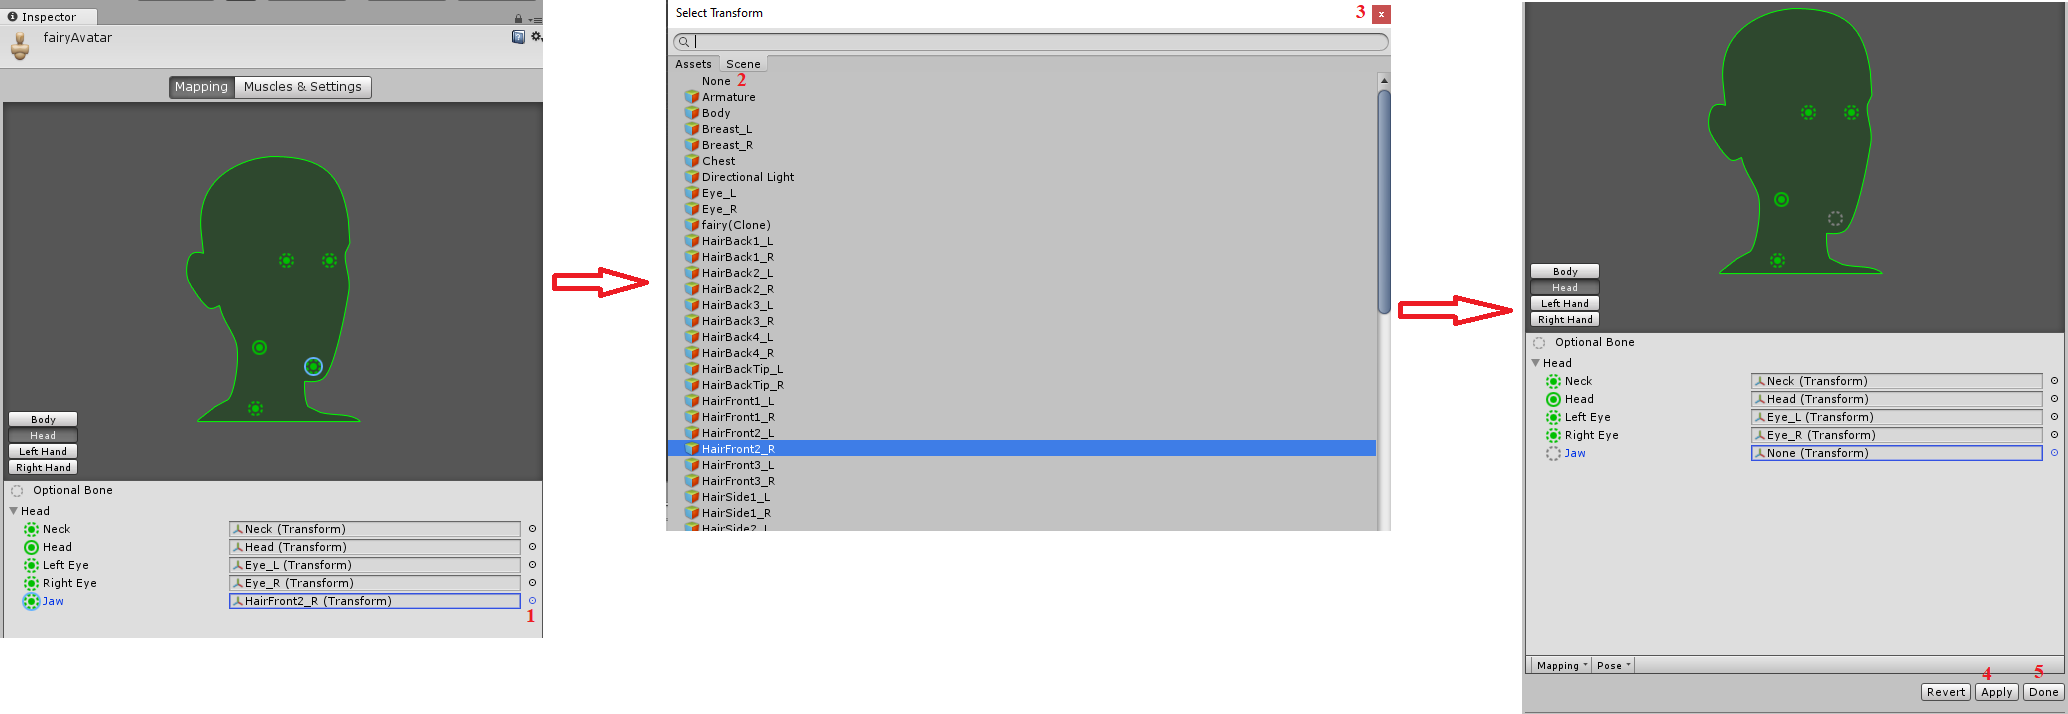 Inspector
fairyAvatar
Mapping Muscles & Settings
Body
Head
Left Hand
Right Hand
Optional Bone
Head
Neck Neck (Transform)
Head Head (Transform)
Left Eye Eye_L (Transform)
Right Eye Eye_R (Transform)
Jaw HairFront2_R (Transform)
1
Select Transform 3 x
Assets Scene
None 2
Armature
Body
Breast_L
Breast_R
Chest
Directional Light
Eye_L
Eye_R
fairy(Clone)
HairBack1_L
HairBack1_R
HairBack2_L
HairBack2_R
HairBack3_L
HairBack3_R
HairBack4_L
HairBack4_R
HairBackTip_L
HairBackTip_R
HairFront1_L
HairFront1_R
HairFront2_L
HairFront2_R
HairFront3_L
HairFront3_R
HairSide1_L
HairSide1_R
HairSide2_L
Body
Head
Left Hand
Right Hand
Optional Bone
Head
Neck Neck (Transform)
Head Head (Transform)
Left Eye Eye_L (Transform)
Right Eye Eye_R (Transform)
Jaw None (Transform)
Mapping Pose
4 5
Revert Apply Done